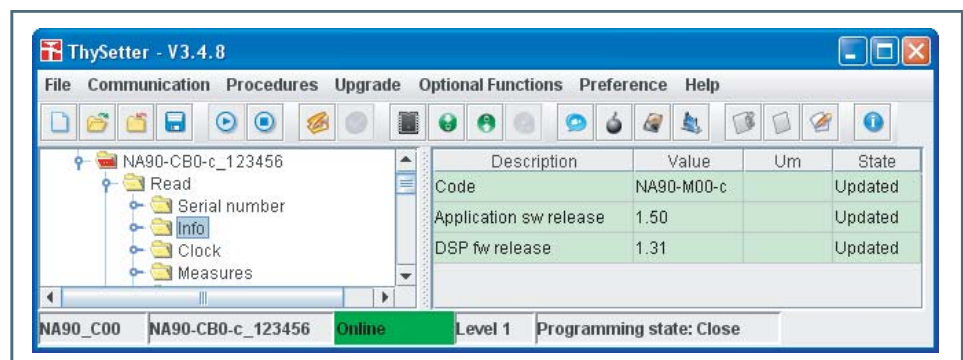 ThySetter - V3.4.8
File Communication Procedures Upgrade Optional Functions Preference Help
NA90-CB0-c_123456
Read
Serial number
Info
Clock
Measures
Description Value Um State
Code NA90-M00-c Updated
Application sw release 1.50 Updated
DSP fw release 1.31 Updated
NA90_C00 NA90-CB0-c_123456 Online Level 1 Programming state: Close